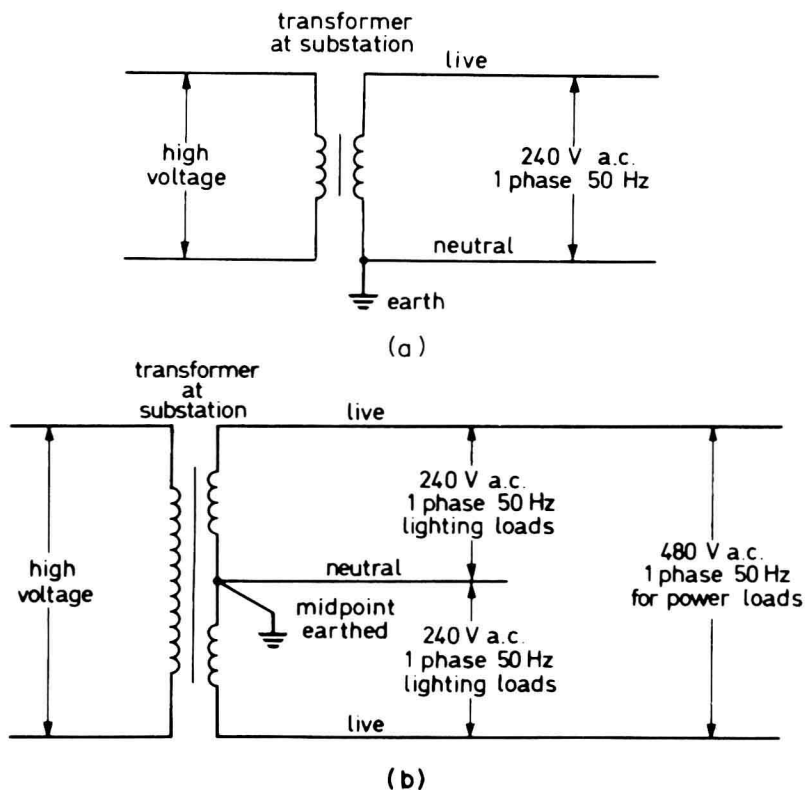 transformer
at substation
live
high
voltage
240 V a.c.
1 phase 50 Hz
neutral
earth
(a)
transformer
at
substation
live
240 V a.c.
1 phase 50 Hz
lighting loads
high
voltage
neutral
480 V a.c.
1 phase 50 Hz
for power loads
midpoint
earthed
240 V a.c.
1 phase 50 Hz
lighting loads
live
(b)